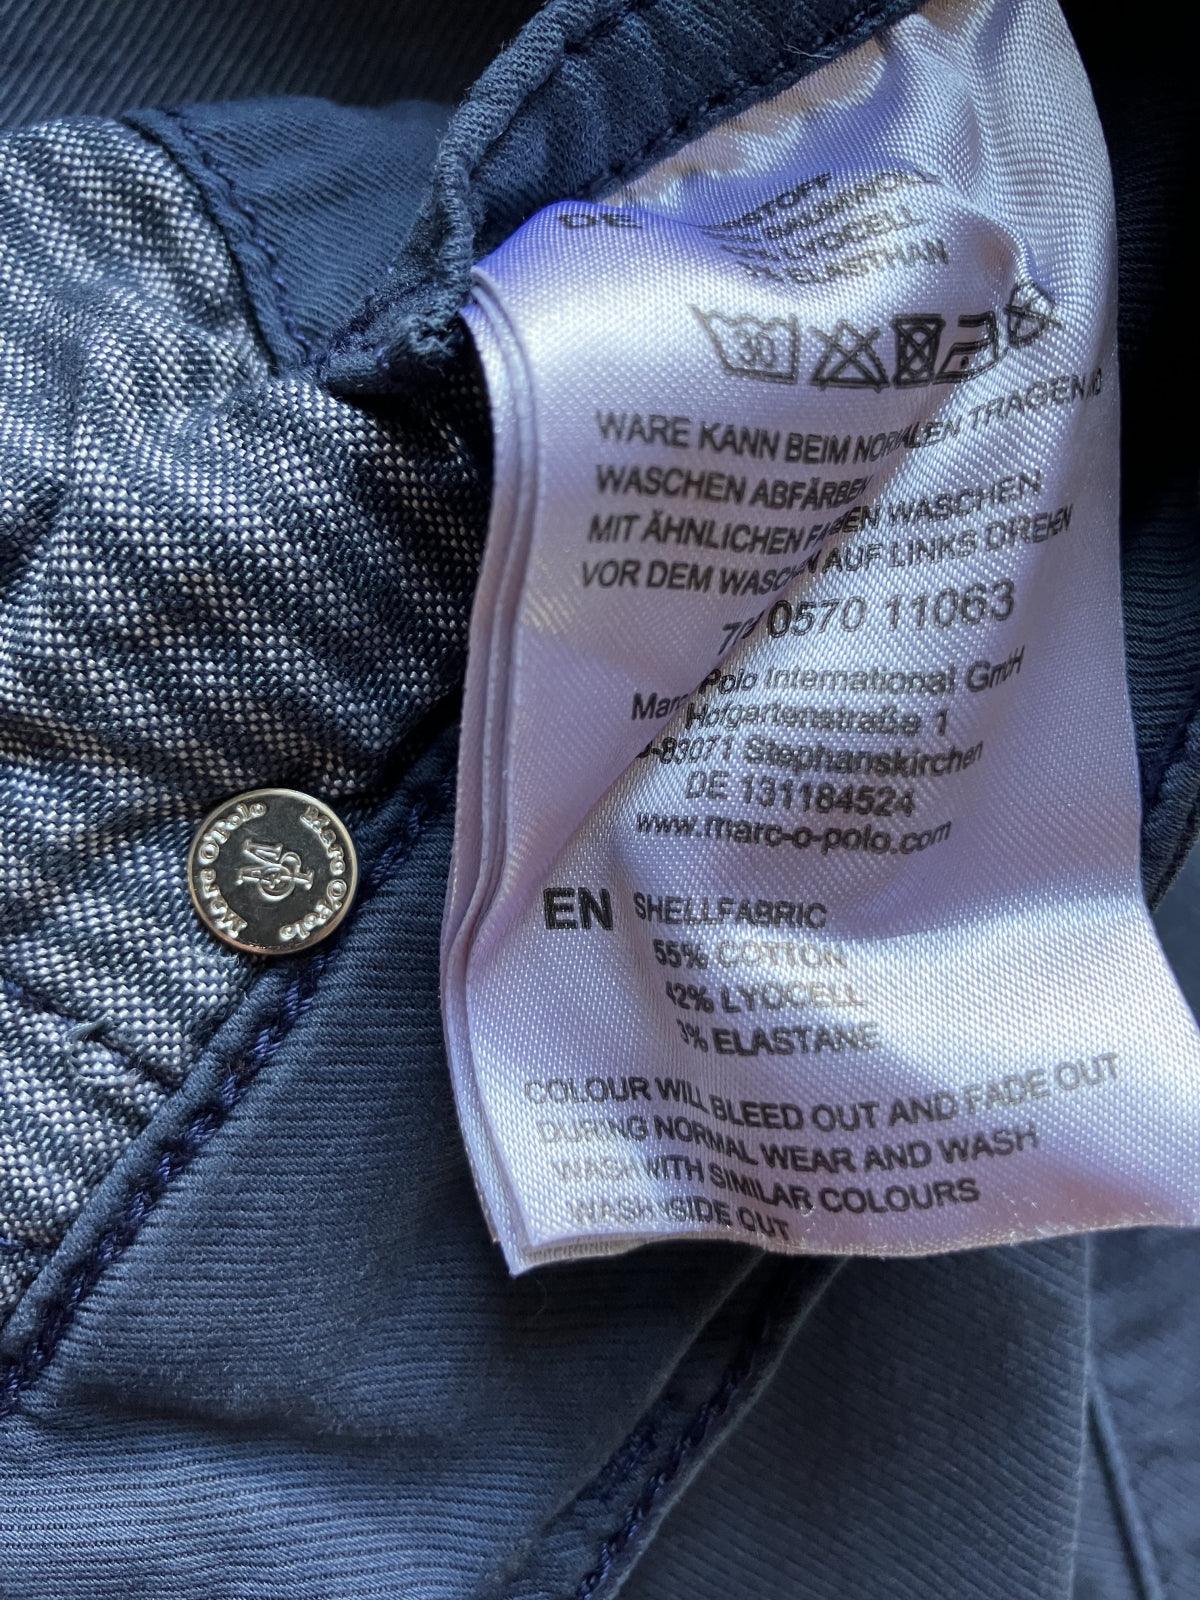 DE
BAUMWOLL
LYOCELL
ELASTHAN
30
WARE KANN BEIM NORMALEN TRAGEN
WASCHEN ABFÄRBEN
MIT ÄHNLICHEN FARBEN WASCHEN
VOR DEM WASCHEN AUF LINKS DREHEN
0570 11063
Marc Polo International GmbH
Hofgartenstraße 1
D-83071 Stephanskirchen
DE 131184524
www.marc-o-polo.com
EN SHELLFABRIC
55% COTTON
42% LYOCELL
3% ELASTANE
COLOUR WILL BLEED OUT AND FADE OUT
DURING NORMAL WEAR AND WASH
WASH WITH SIMILAR COLOURS
WASH SIDE OUT
Marc O'Polo
Marc O'Polo